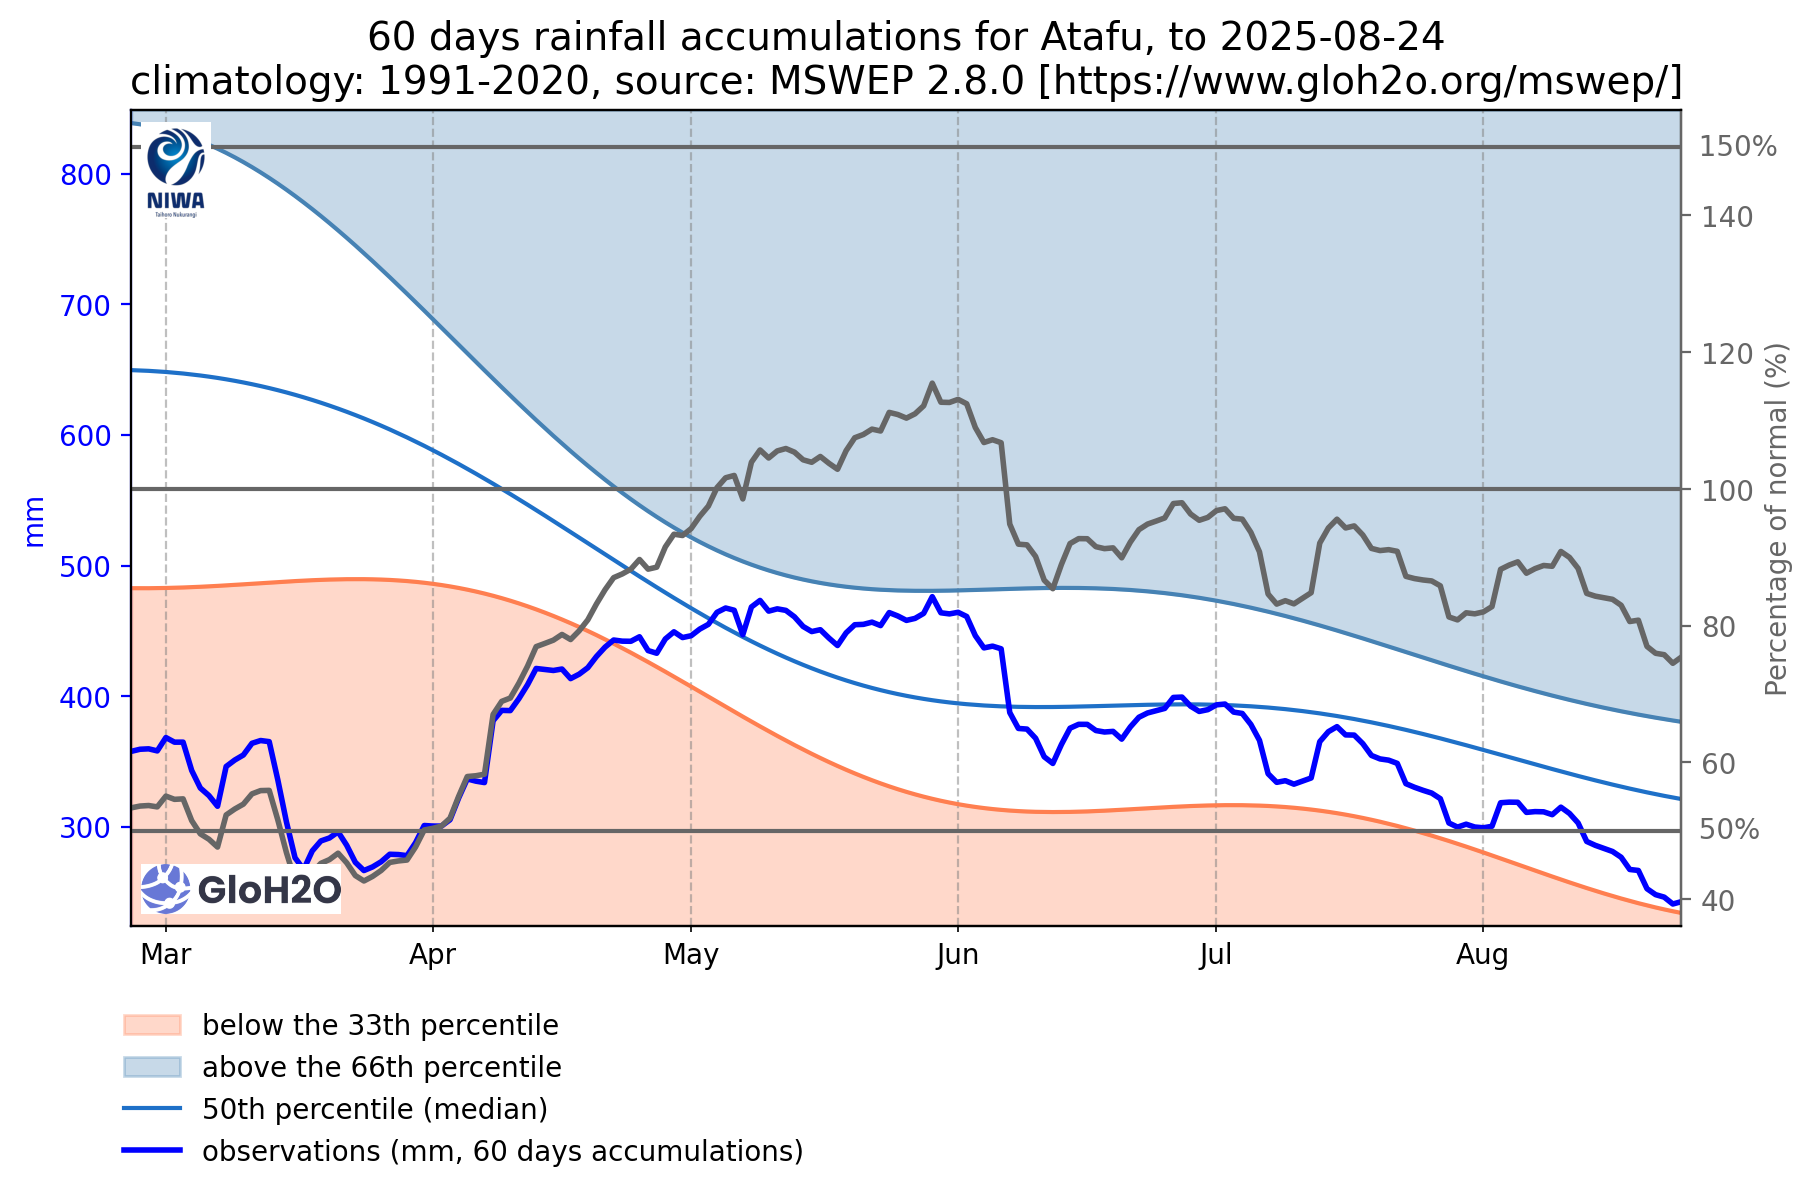 60 days rainfall accumulations for Atafu, to 2025-08-24
climatology: 1991-2020, source: MSWEP 2.8.0 [https://www.gloh2o.org/mswep/]
NIWA
Taihoro Nukurangi
800
700
600
500
400
300
mm
150%
140
120
100
80
60
50%
40
Percentage of normal (%)
GloH2O
Mar Apr May Jun Jul Aug
below the 33th percentile
above the 66th percentile
50th percentile (median)
observations (mm, 60 days accumulations)